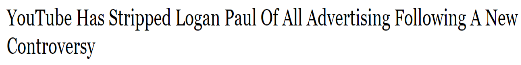 YouTube Has Stripped Logan Paul Of All Advertising Following A New
Controversy